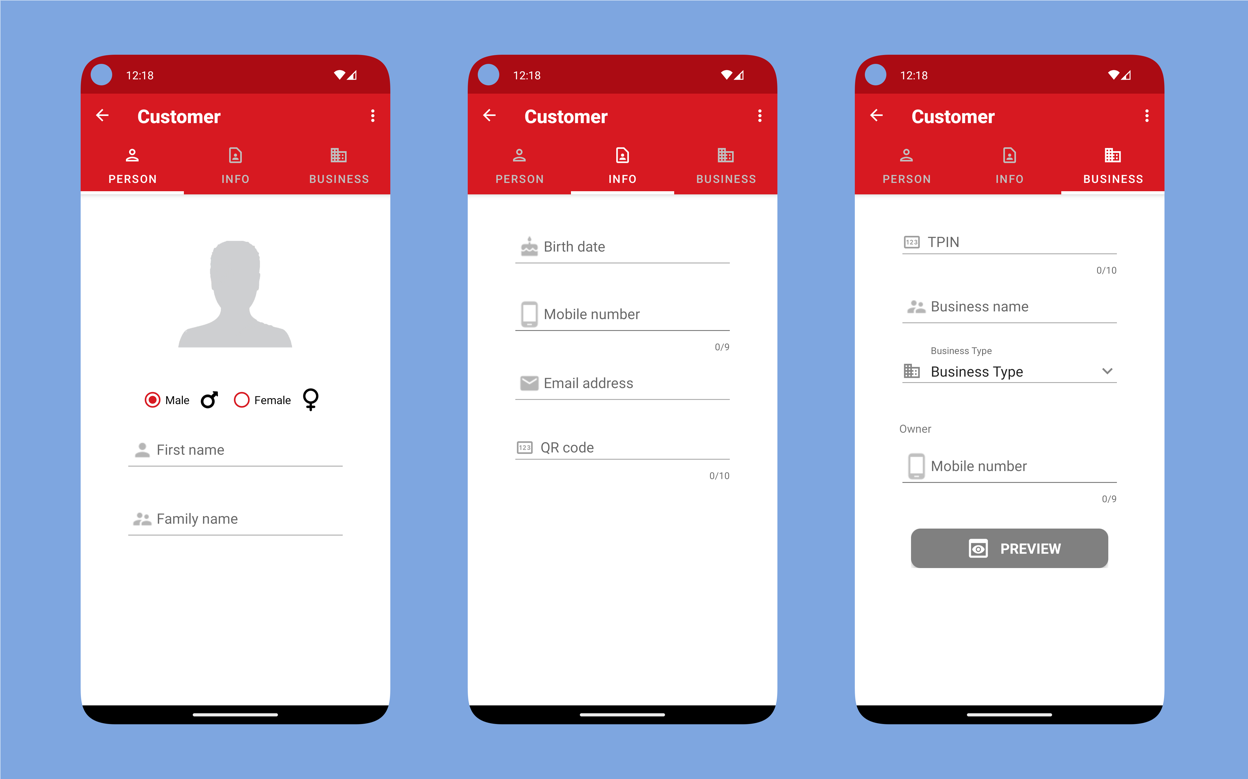 12:18
Customer
PERSON INFO BUSINESS
Male Female
First name
Family name
12:18
Customer
PERSON INFO BUSINESS
Birth date
Mobile number
0/9
Email address
123 QR code
0/10
12:18
Customer
PERSON INFO BUSINESS
123 TPIN
0/10
Business name
Business Type
Business Type
Owner
Mobile number
0/9
PREVIEW